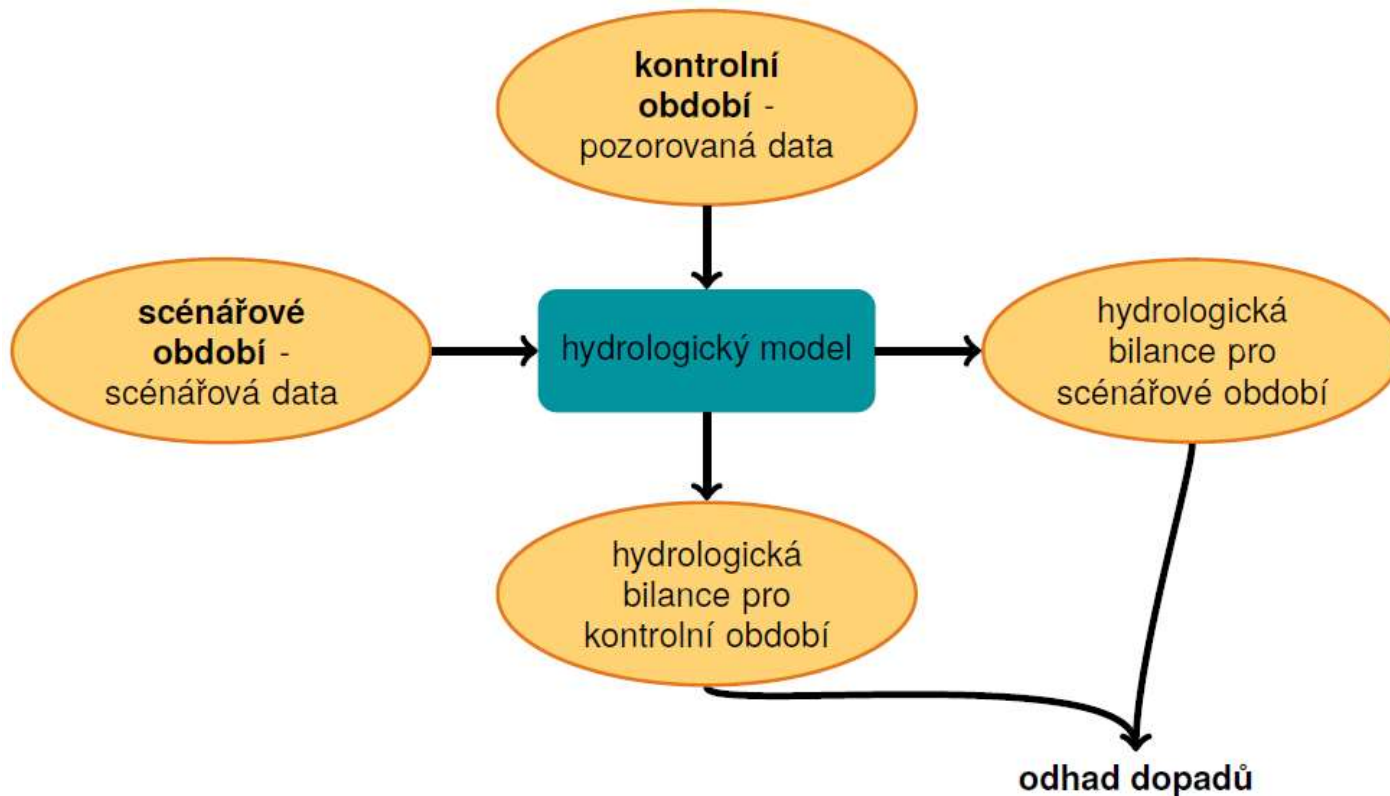 kontrolní
období -
pozorovaná data
scénářové
období -
scénářová data
hydrologický model
hydrologická
bilance pro
scénářové období
hydrologická
bilance pro
kontrolní období
odhad dopadů